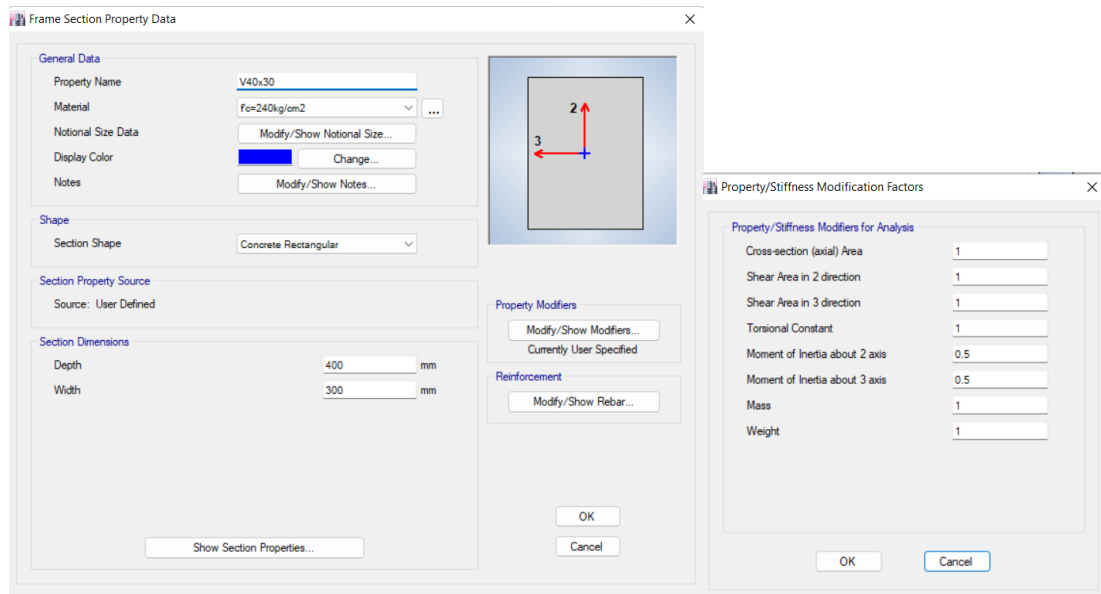 Frame Section Property Data
General Data
Property Name V40x30
Material f'c=240kg/cm2 ...
Notional Size Data Modify/Show Notional Size...
Display Color Change...
Notes Modify/Show Notes...
Shape
Section Shape Concrete Rectangular
Section Property Source
Source: User Defined
Section Dimensions
Depth 400 mm
Width 300 mm
Show Section Properties...
2
3
Property Modifiers
Modify/Show Modifiers...
Currently User Specified
Reinforcement
Modify/Show Rebar...
OK
Cancel
Property/Stiffness Modification Factors
Property/Stiffness Modifiers for Analysis
Cross-section (axial) Area 1
Shear Area in 2 direction 1
Shear Area in 3 direction 1
Torsional Constant 1
Moment of Inertia about 2 axis 0.5
Moment of Inertia about 3 axis 0.5
Mass 1
Weight 1
OK Cancel